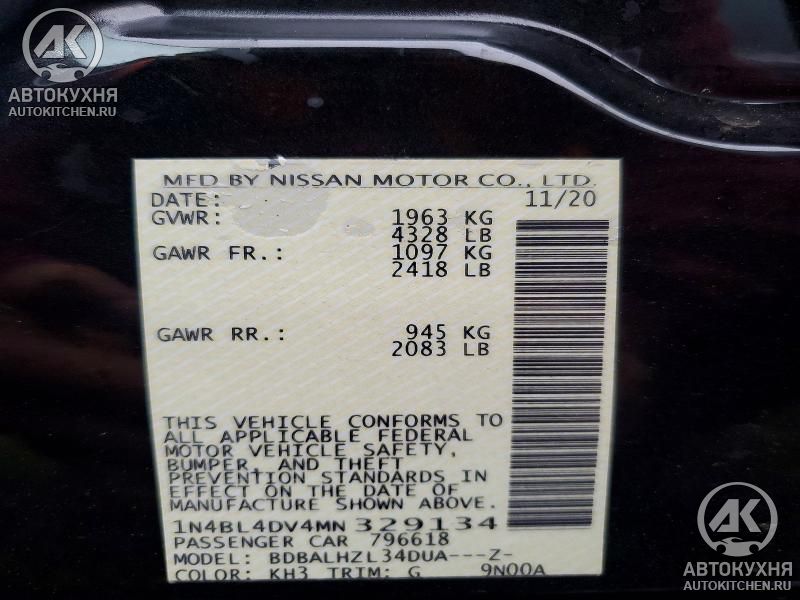 АК
АВТОКУХНЯ
AUTOKITCHEN.RU
MFD BY NISSAN MOTOR CO., LTD.
DATE: 11/20
GVWR: 1963 KG
4328 LB
GAWR FR.: 1097 KG
2418 LB
GAWR RR.: 945 KG
2083 LB
THIS VEHICLE CONFORMS TO
ALL APPLICABLE FEDERAL
MOTOR VEHICLE SAFETY,
BUMPER, AND THEFT
PREVENTION STANDARDS IN
EFFECT ON THE DATE OF
MANUFACTURE SHOWN ABOVE.
1N4BL4DV4MN329134
PASSENGER CAR 796618
MODEL: BDBALHZL34DUA---Z-
COLOR: KH3 TRIM: G 9N00A
АК
АВТОКУХНЯ
AUTOKITCHEN.RU